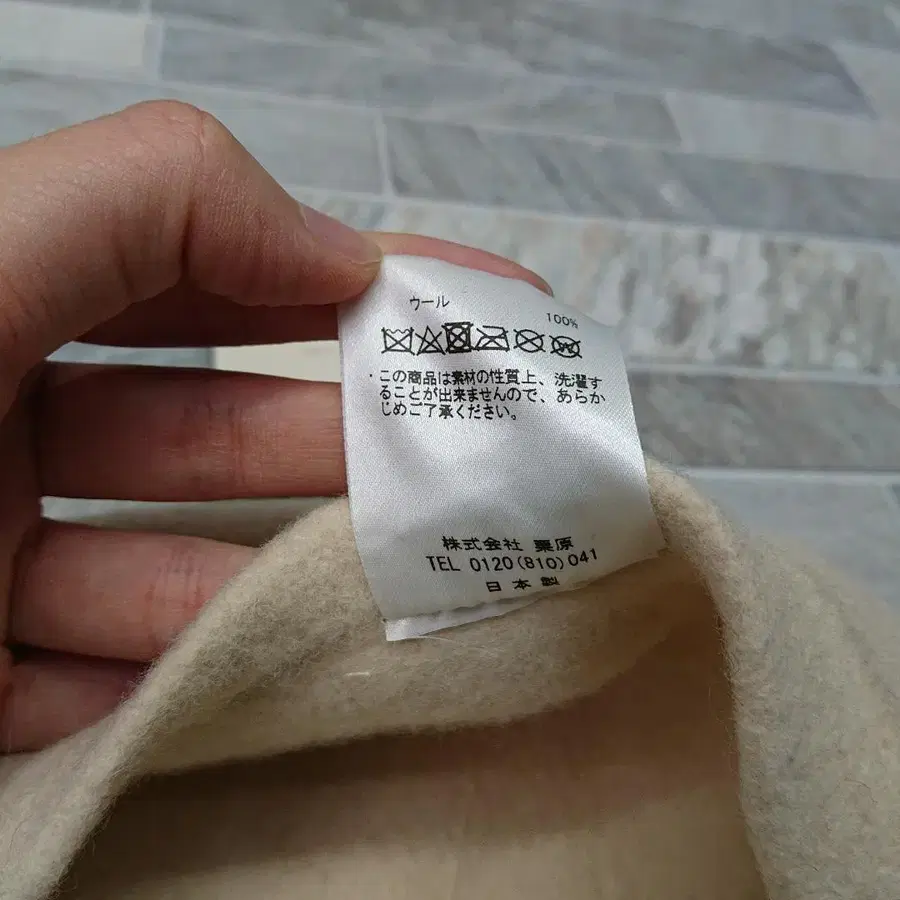 ウール
100%
・この商品は素材の性質上、洗濯す
ることが出来ませんので、あらか
じめご了承ください。
株式会社 栗原
TEL 0120(810)041
日本製